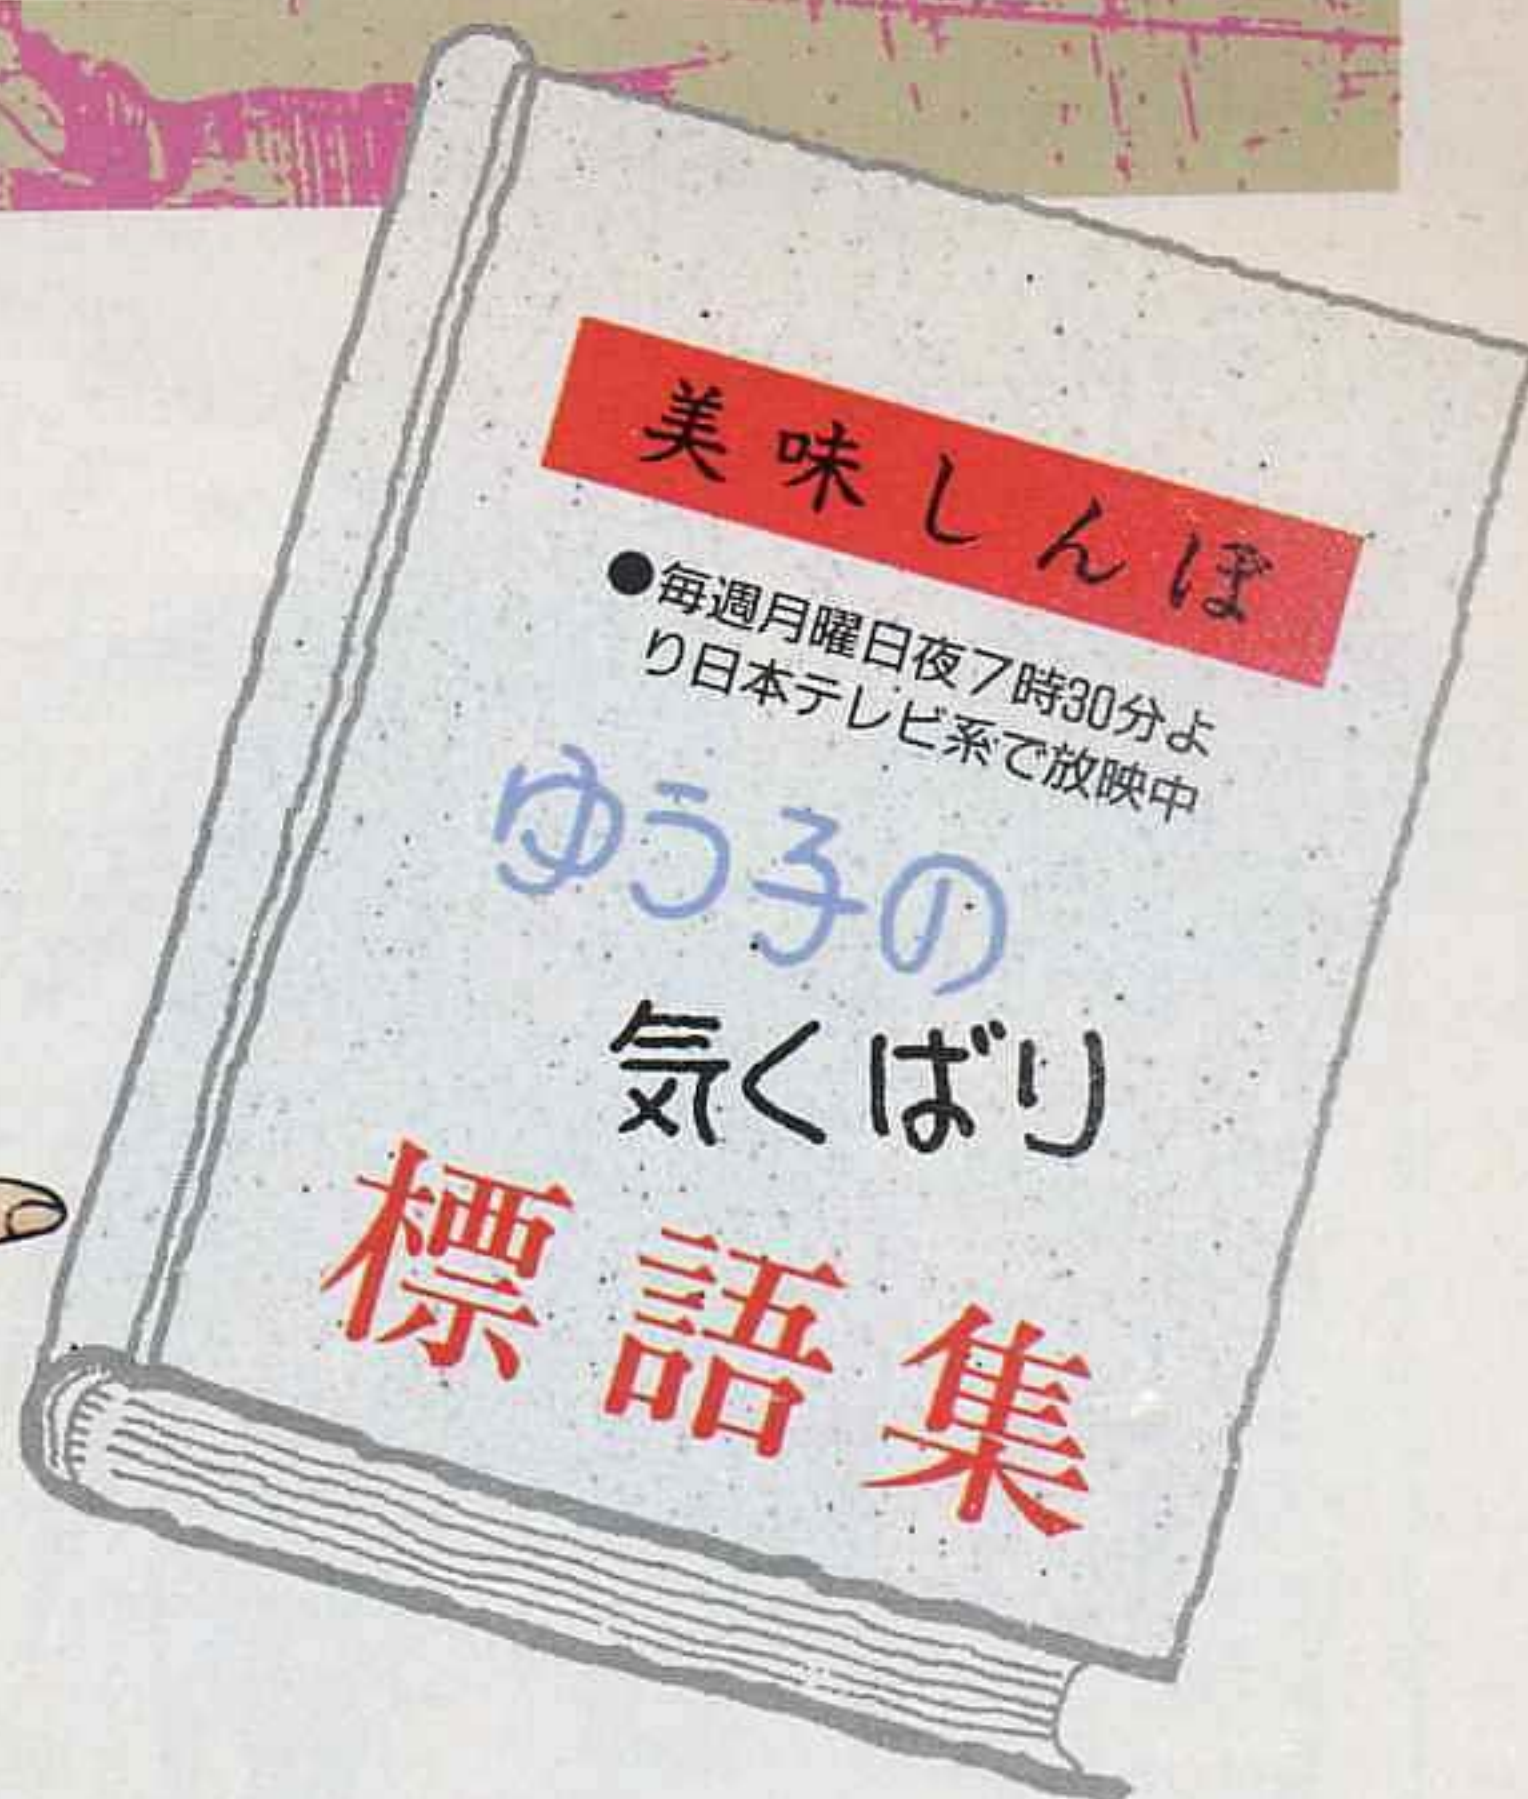 美味しんぼ
●毎週月曜日夜7時30分よ
り日本テレビ系で放映中
ゆう子の
気くばり
標語集